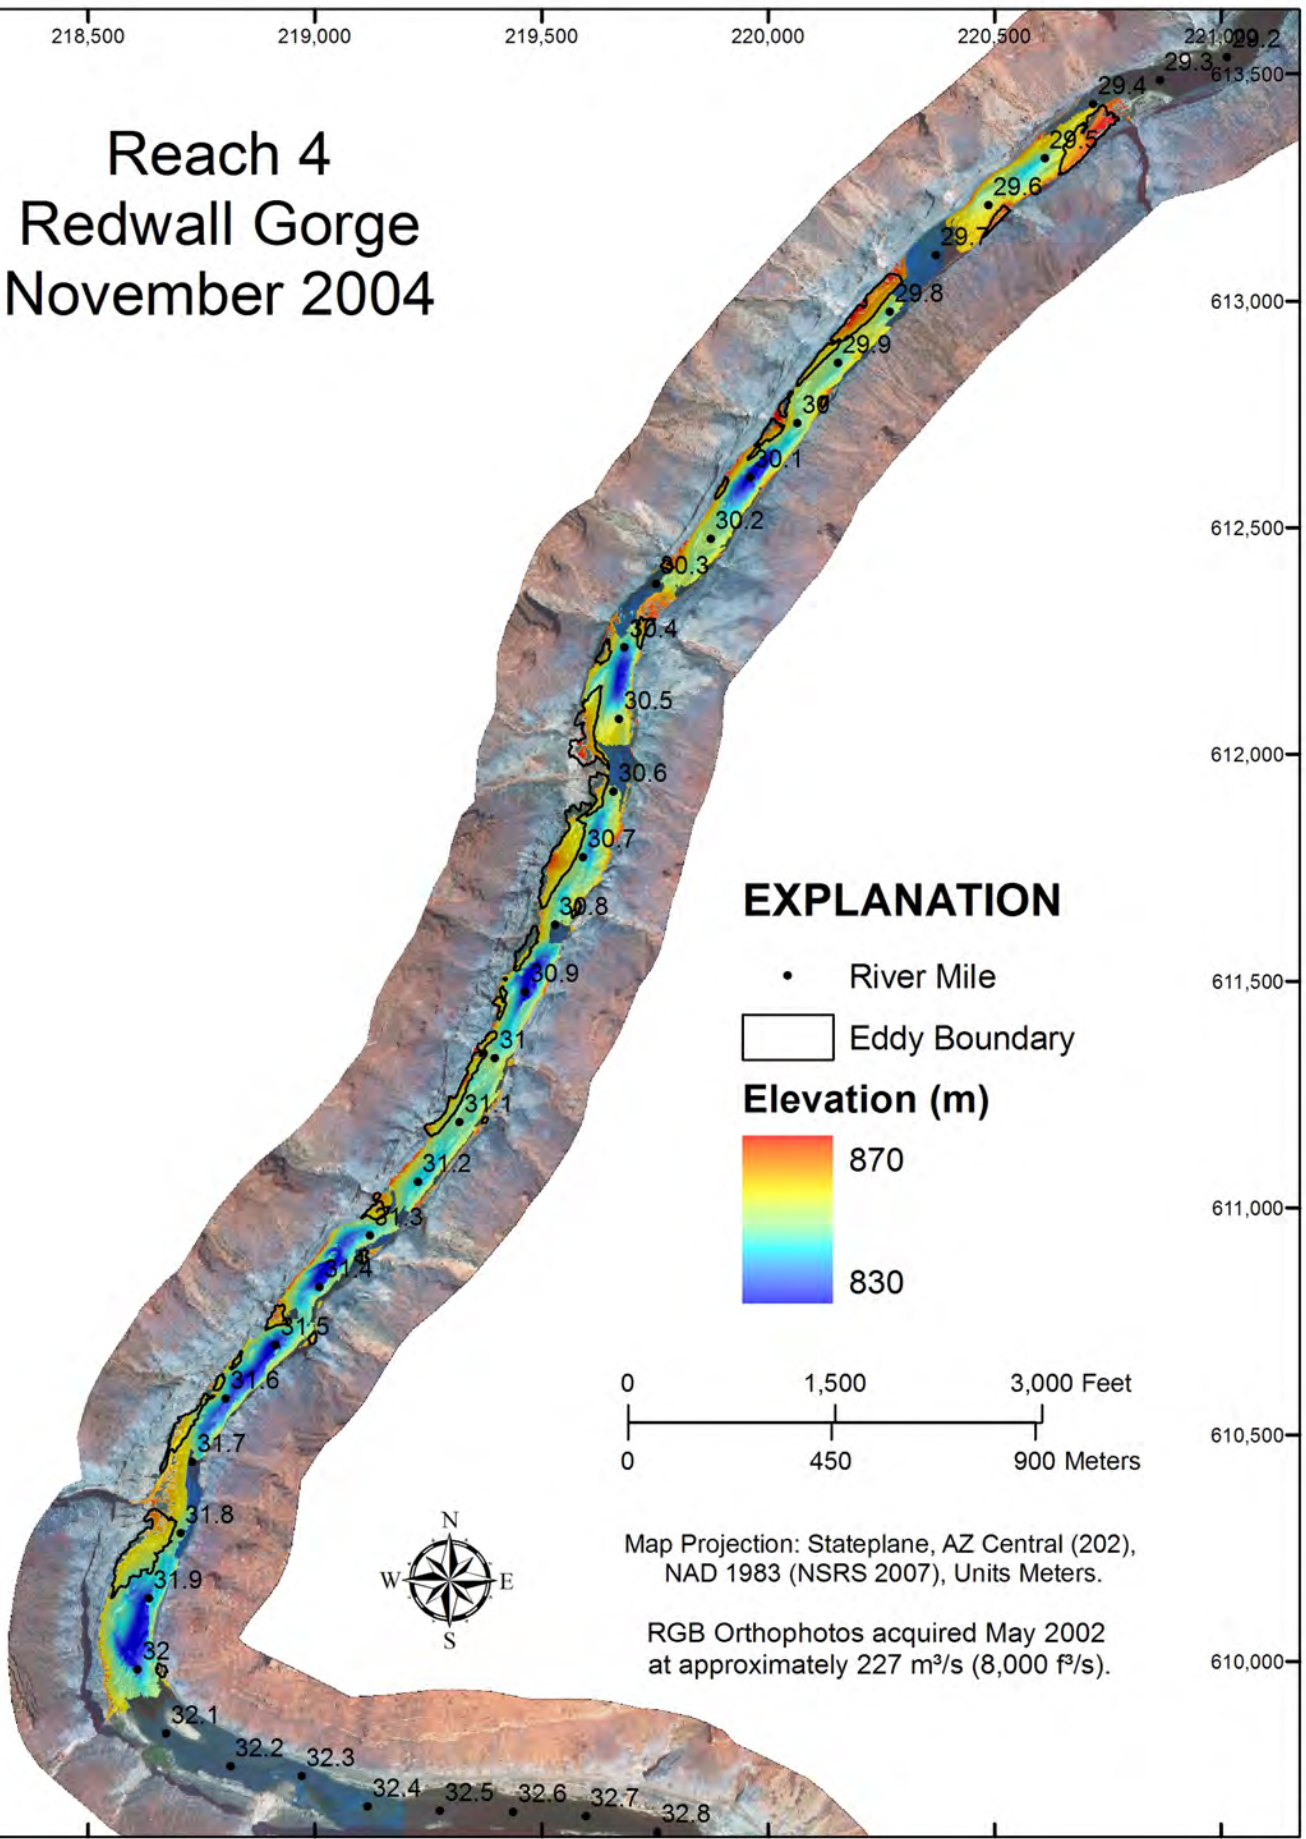 218,500 219,000 219,500 220,000 220,500 221,000
29.2
29.3
613,500
29.4
Reach 4
Redwall Gorge
November 2004
29.5
29.6
29.7
29.8
613,000
29.9
30
30.1
30.2
612,500
30.3
30.4
30.5
612,000
30.6
30.7
30.8
EXPLANATION
River Mile
30.9
611,500
31
Eddy Boundary
31.1
Elevation (m)
870
31.2
611,000
31.3
31.4
830
31.5
31.6
0 1,500 3,000 Feet
31.7
610,500
0 450 900 Meters
31.8
N
W E
S
Map Projection: Stateplane, AZ Central (202),
NAD 1983 (NSRS 2007), Units Meters.
31.9
RGB Orthophotos acquired May 2002
at approximately 227 m³/s (8,000 f³/s).
32
610,000
32.1
32.2
32.3
32.4
32.5
32.6
32.7
32.8